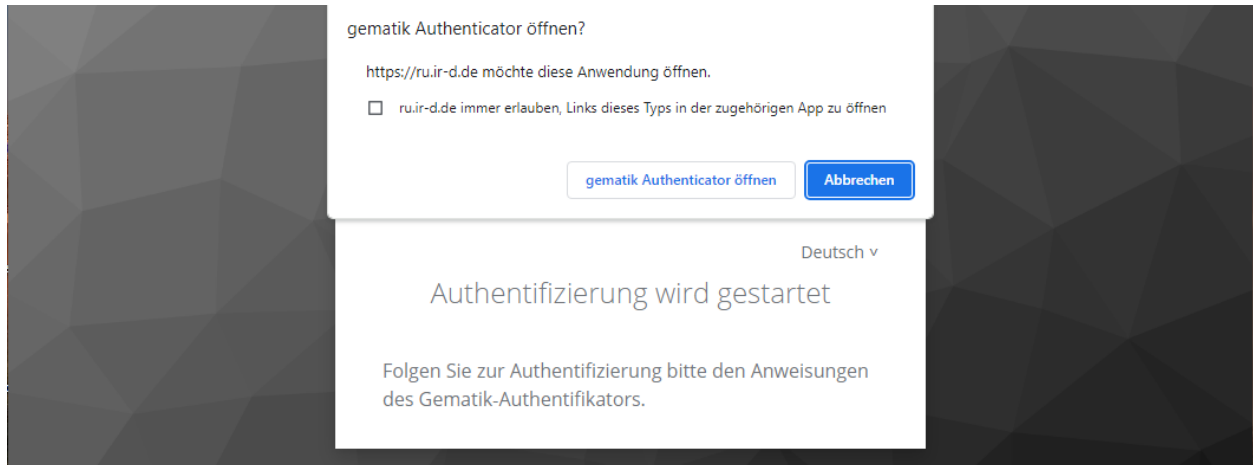 gematik Authenticator öffnen?
https://ru.ir-d.de möchte diese Anwendung öffnen.
ru.ir-d.de immer erlauben, Links dieses Typs in der zugehörigen App zu öffnen
gematik Authenticator öffnen
Abbrechen
Deutsch v
Authentifizierung wird gestartet
Folgen Sie zur Authentifizierung bitte den Anweisungen
des Gematik-Authentifikators.